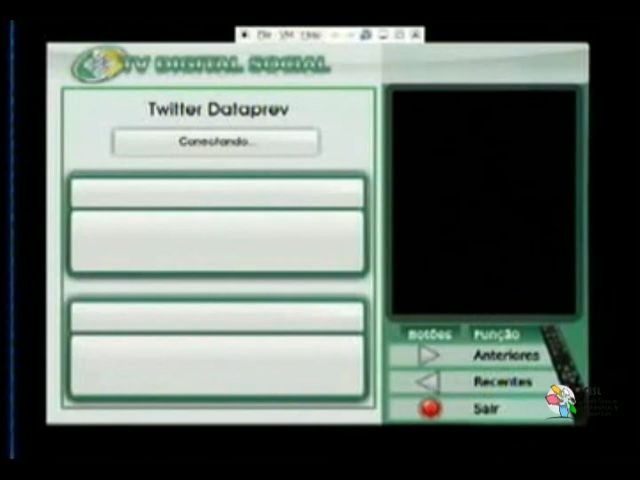 TV DIGITAL SOCIAL
Twitter Dataprev
Conectando...
Botões Função
Anteriores
Recentes
Sair